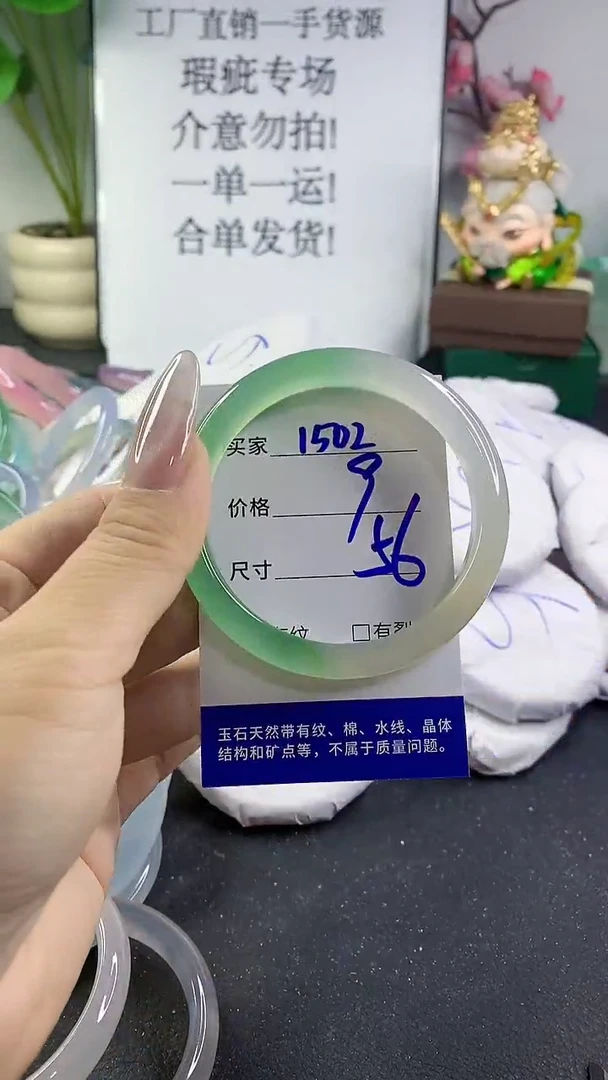 工厂直销一手货源
瑕疵专场
介意勿拍!
一单一运!
合单发货!
买家 1502
价格 9
尺寸 56
有纹 □有裂
玉石天然带有纹、棉、水线、晶体
结构和矿点等，不属于质量问题。